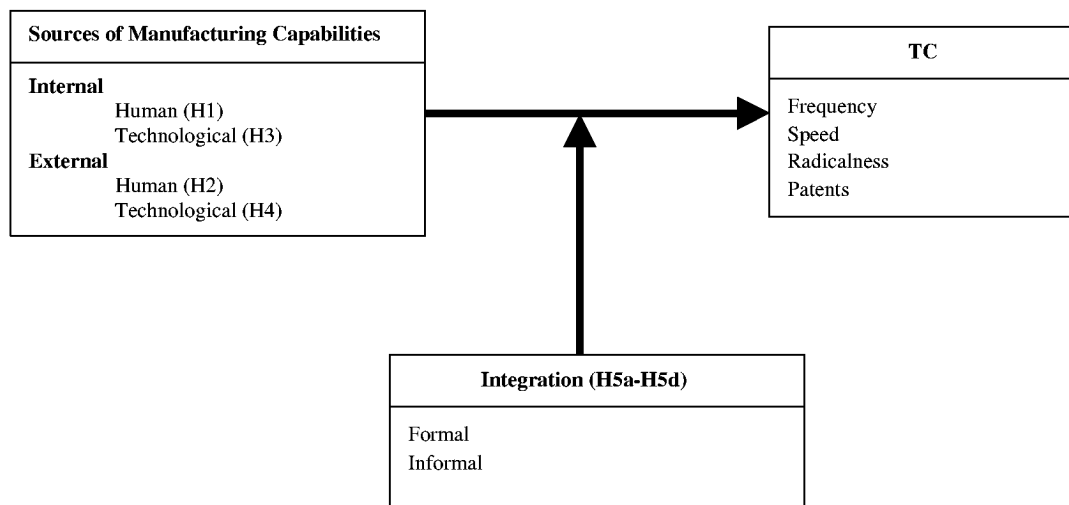 Sources of Manufacturing Capabilities
Internal
Human (H1)
Technological (H3)
External
Human (H2)
Technological (H4)
TC
Frequency
Speed
Radicalness
Patents
Integration (H5a-H5d)
Formal
Informal